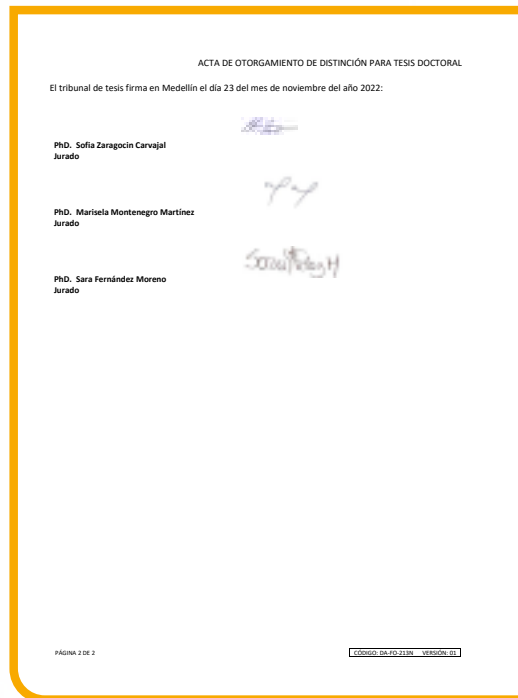 ACTA DE OTORGAMIENTO DE DISTINCIÓN PARA TESIS DOCTORAL
El tribunal de tesis firma en Medellín el día 23 del mes de noviembre del año 2022:
PhD. Sofia Zaragocin Carvajal
Jurado
PhD. Marisela Montenegro Martínez
Jurado
PhD. Sara Fernández Moreno
Jurado
PÁGINA 2 DE 2
CÓDIGO: DA-FO-213N VERSIÓN: 01